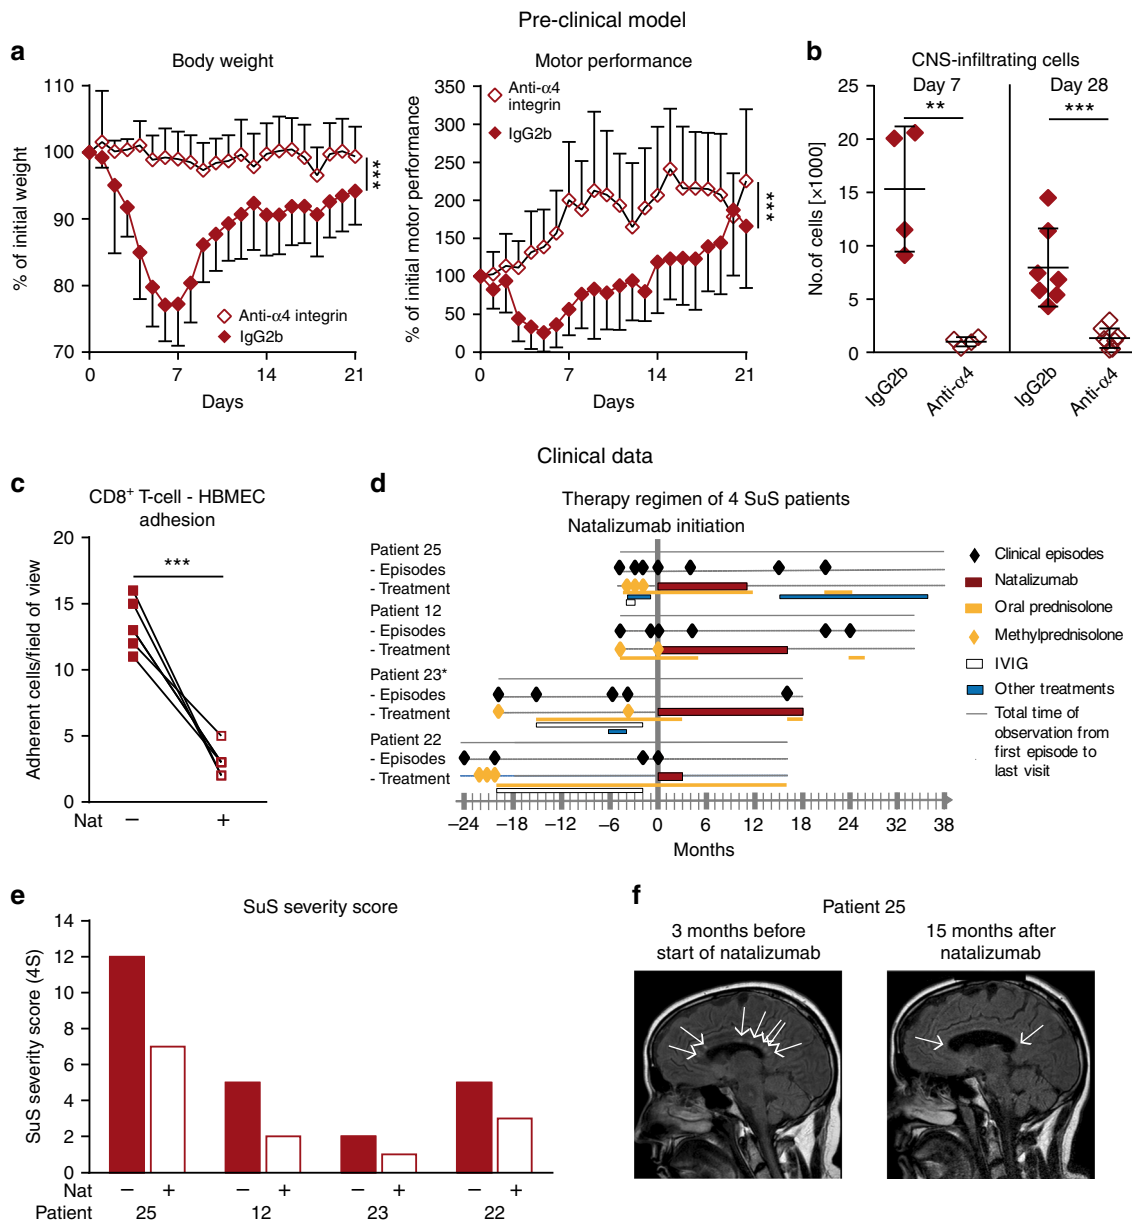 Pre-clinical model
a
Body weight
% of initial weight
110
100
90
80
70
***
Anti-α4 integrin
IgG2b
0 7 14 21
Days
Motor performance
% of initial motor performance
350
300
250
200
150
100
50
0
Anti-α4
integrin
IgG2b
***
0 7 14 21
Days
b
CNS-infiltrating cells
Day 7 Day 28
** ***
No.of cells [x1000]
25
20
15
10
5
0
IgG2b
Anti-α4
IgG2b
Anti-α4
Clinical data
c
CD8+ T-cell - HBMEC
adhesion
***
Adherent cells/field of view
20
15
10
5
0
Nat − +
d
Therapy regimen of 4 SuS patients
Natalizumab initiation
Patient 25
- Episodes
- Treatment
Patient 12
- Episodes
- Treatment
Patient 23*
- Episodes
- Treatment
Patient 22
- Episodes
- Treatment
−24 −18 −12 −6 0 6 12 18 24 32 38
Months
Clinical episodes
Natalizumab
Oral prednisolone
Methylprednisolone
IVIG
Other treatments
Total time of
observation from
first episode to
last visit
e
SuS severity score
SuS severity score (4S)
14
12
10
8
6
4
2
0
Nat − + − + − + − +
Patient 25 12 23 22
f
Patient 25
3 months before
start of natalizumab
15 months after
natalizumab